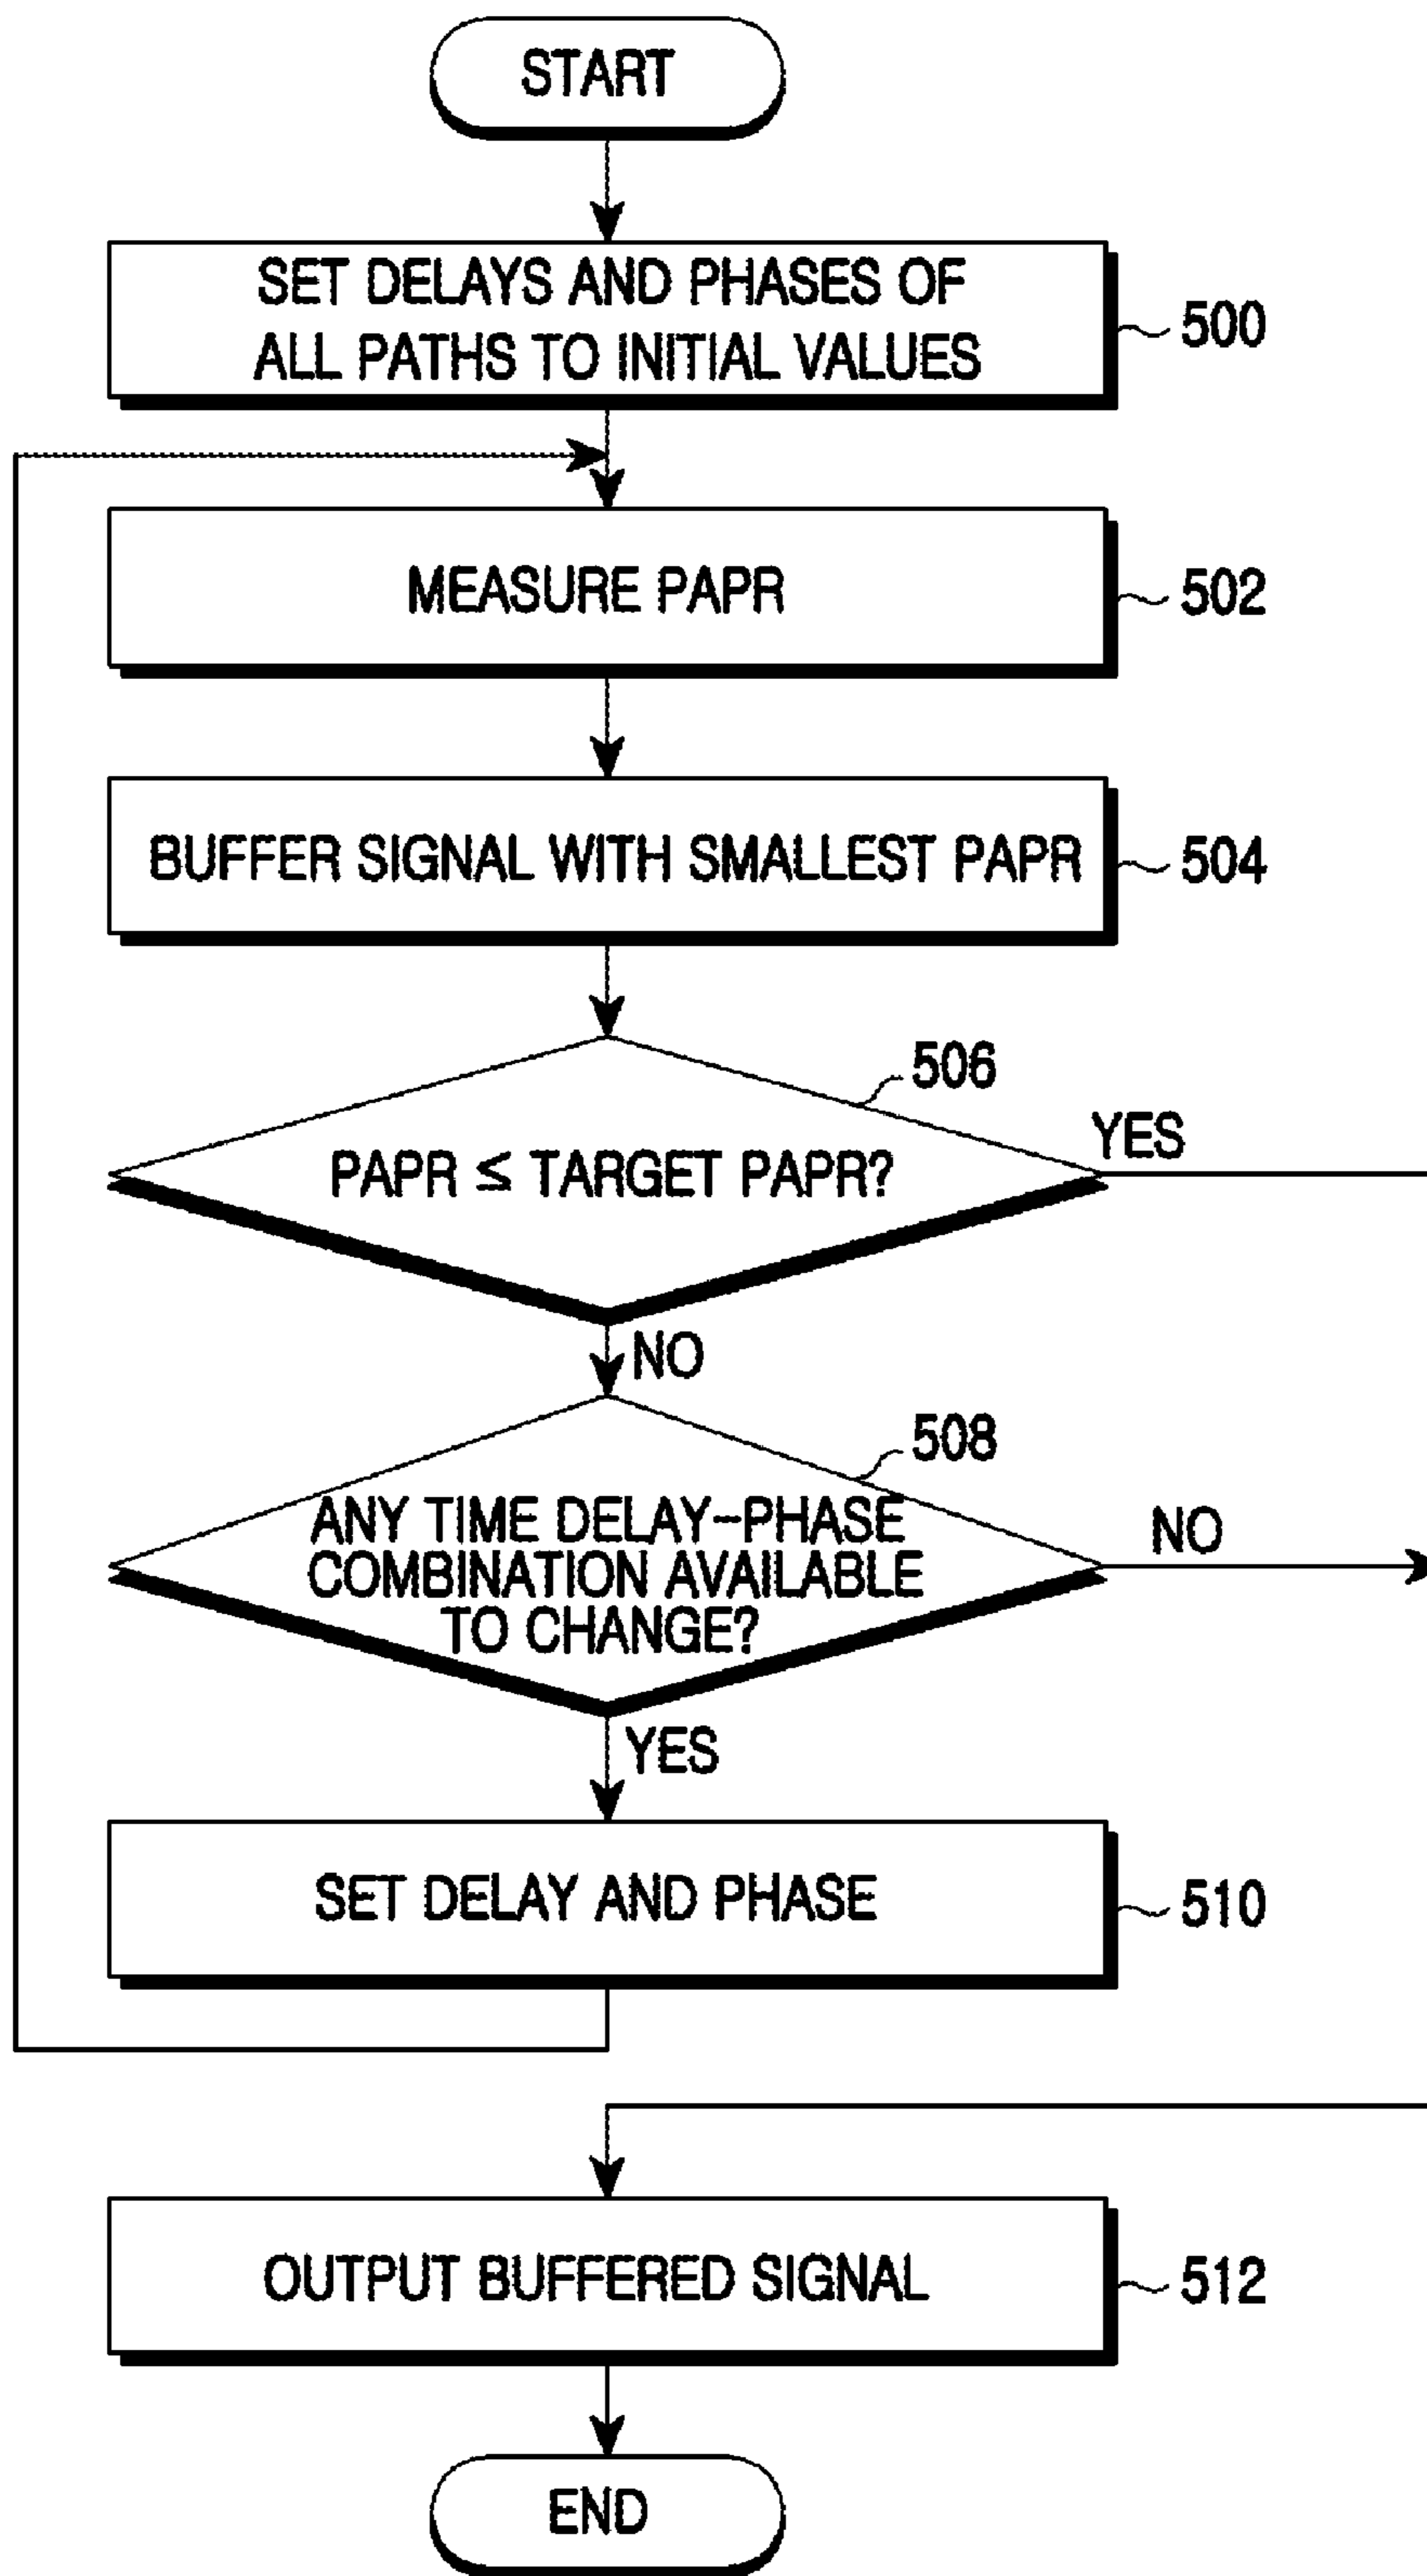 START
SET DELAYS AND PHASES OF
ALL PATHS TO INITIAL VALUES
500
MEASURE PAPR
502
BUFFER SIGNAL WITH SMALLEST PAPR
504
506
PAPR ≤ TARGET PAPR?
YES
NO
508
ANY TIME DELAY-PHASE
COMBINATION AVAILABLE
TO CHANGE?
NO
YES
SET DELAY AND PHASE
510
OUTPUT BUFFERED SIGNAL
512
END